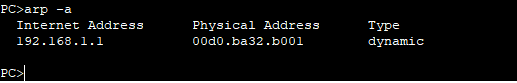 PC>arp -a
Internet Address Physical Address Type
192.168.1.1 00d0.ba32.b001 dynamic
PC>